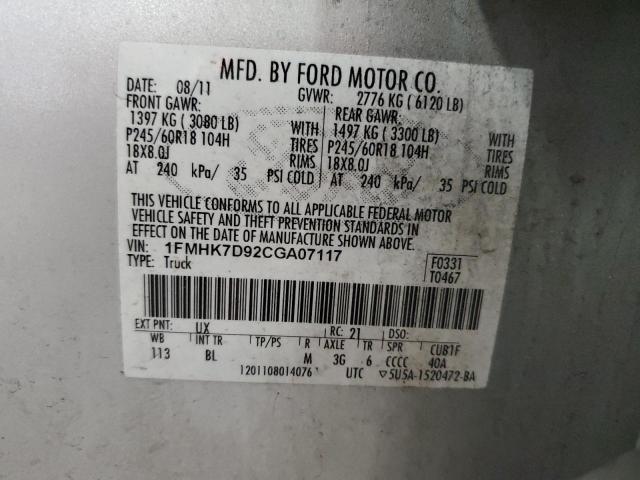 MFD. BY FORD MOTOR CO.
DATE: 08/11 GVWR: 2776 KG ( 6120 LB)
FRONT GAWR: REAR GAWR:
1397 KG ( 3080 LB) WITH 1497 KG ( 3300 LB) WITH
P245/60R18 104H TIRES P245/60R18 104H TIRES
18X8.0J RIMS 18X8.0J RIMS
AT 240 kPa/ 35 PSI COLD AT 240 kPa/ 35 PSI COLD
THIS VEHICLE CONFORMS TO ALL APPLICABLE FEDERAL MOTOR
VEHICLE SAFETY AND THEFT PREVENTION STANDARDS
IN EFFECT ON THE DATE OF MANUFACTURE SHOWN ABOVE.
VIN: 1FMHK7D92CGA07117 F0331
TYPE: Truck T0467
EXT PNT: UX RC: 21 DSO:
WB INT TR TP/PS R AXLE TR SPR CUB1F
113 BL M 3G 6 CCCC 40A
1201108014076 UTC ▽5U5A-1520472-BA